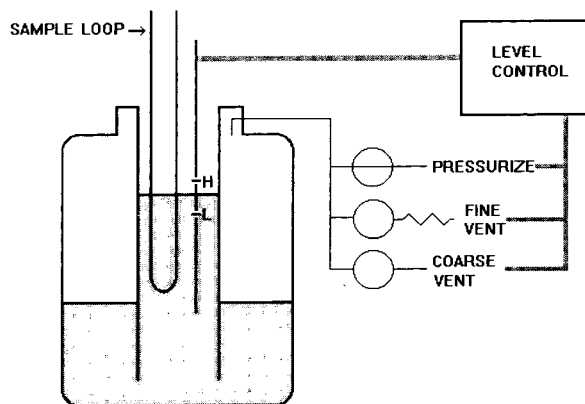 SAMPLE LOOP→
LEVEL
CONTROL
H
L
PRESSURIZE
FINE
VENT
COARSE
VENT